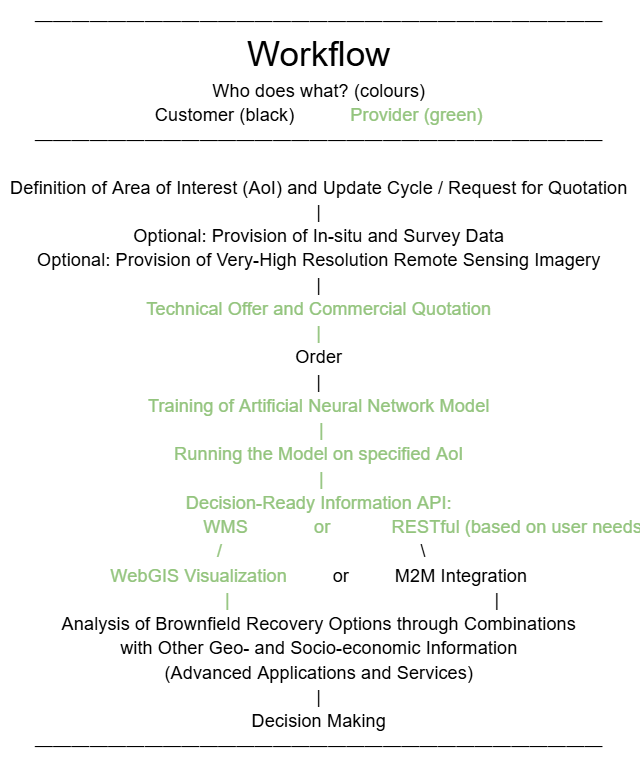 Workflow
Who does what? (colours)
Customer (black) Provider (green)
Definition of Area of Interest (AoI) and Update Cycle / Request for Quotation
|
Optional: Provision of In-situ and Survey Data
Optional: Provision of Very-High Resolution Remote Sensing Imagery
|
Technical Offer and Commercial Quotation
|
Order
|
Training of Artificial Neural Network Model
|
Running the Model on specified AoI
|
Decision-Ready Information API:
WMS or RESTful (based on user needs
/ \
WebGIS Visualization or M2M Integration
| |
Analysis of Brownfield Recovery Options through Combinations
with Other Geo- and Socio-economic Information
(Advanced Applications and Services)
|
Decision Making